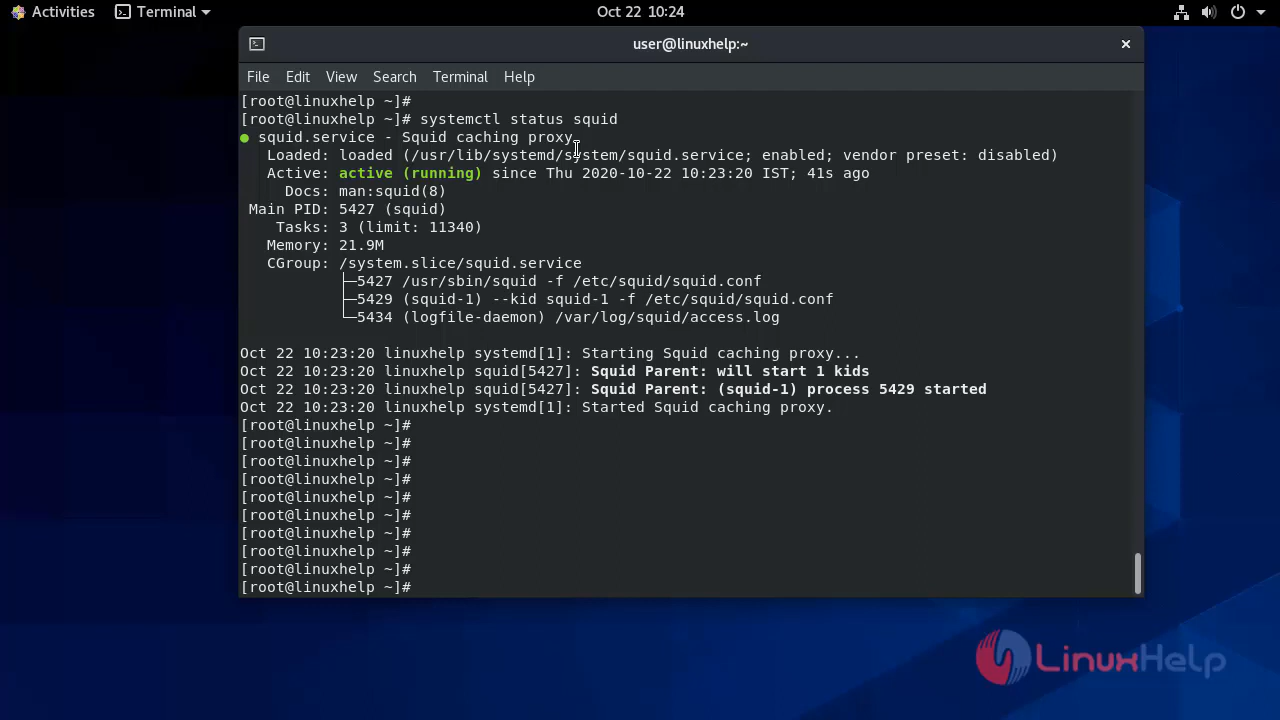 Activities Terminal Oct 22 10:24
user@linuxhelp:~
File Edit View Search Terminal Help
[root@linuxhelp ~]#
[root@linuxhelp ~]# systemctl status squid
● squid.service - Squid caching proxy
Loaded: loaded (/usr/lib/systemd/system/squid.service; enabled; vendor preset: disabled)
Active: active (running) since Thu 2020-10-22 10:23:20 IST; 41s ago
Docs: man:squid(8)
Main PID: 5427 (squid)
Tasks: 3 (limit: 11340)
Memory: 21.9M
CGroup: /system.slice/squid.service
├─5427 /usr/sbin/squid -f /etc/squid/squid.conf
├─5429 (squid-1) --kid squid-1 -f /etc/squid/squid.conf
└─5434 (logfile-daemon) /var/log/squid/access.log
Oct 22 10:23:20 linuxhelp systemd[1]: Starting Squid caching proxy...
Oct 22 10:23:20 linuxhelp squid[5427]: Squid Parent: will start 1 kids
Oct 22 10:23:20 linuxhelp squid[5427]: Squid Parent: (squid-1) process 5429 started
Oct 22 10:23:20 linuxhelp systemd[1]: Started Squid caching proxy.
[root@linuxhelp ~]#
[root@linuxhelp ~]#
[root@linuxhelp ~]#
[root@linuxhelp ~]#
[root@linuxhelp ~]#
[root@linuxhelp ~]#
[root@linuxhelp ~]#
[root@linuxhelp ~]#
[root@linuxhelp ~]#
[root@linuxhelp ~]#
LinuxHelp